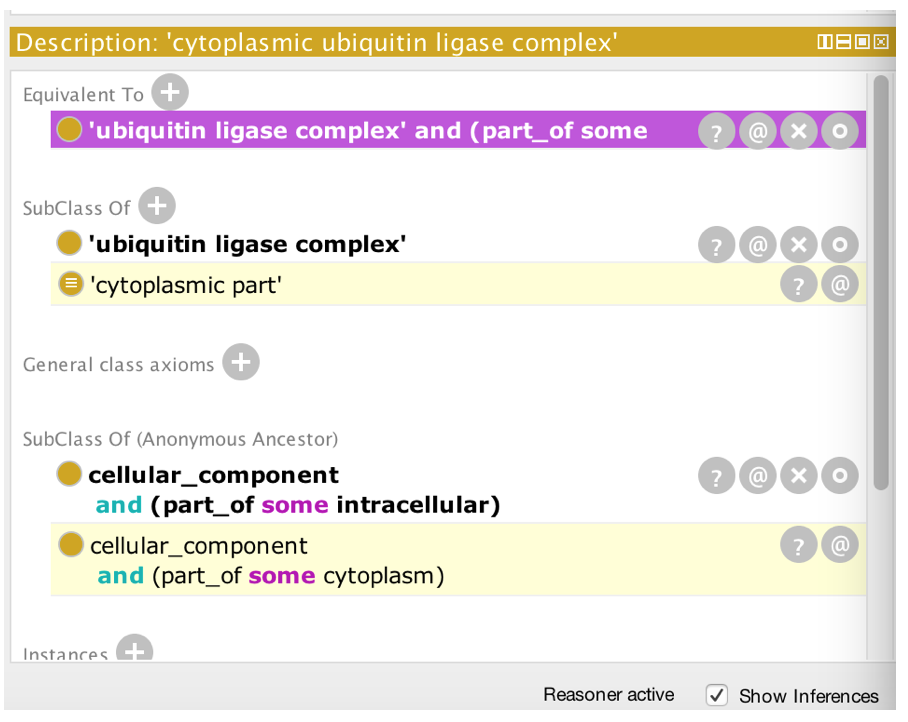 Description: 'cytoplasmic ubiquitin ligase complex'
Equivalent To
'ubiquitin ligase complex' and (part_of some
? @
SubClass Of
'ubiquitin ligase complex'
? @
'cytoplasmic part'
? @
General class axioms
SubClass Of (Anonymous Ancestor)
cellular_component
? @
and (part_of some intracellular)
cellular_component
? @
and (part_of some cytoplasm)
Instances
Reasoner active Show Inferences